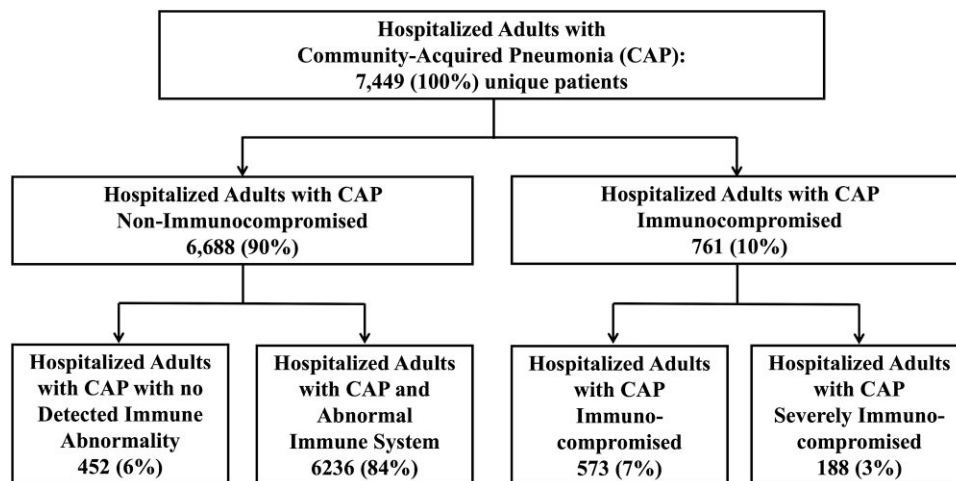 Hospitalized Adults with
Community-Acquired Pneumonia (CAP):
7,449 (100%) unique patients
Hospitalized Adults with CAP
Non-Immunocompromised
6,688 (90%)
Hospitalized Adults with CAP
Immunocompromised
761 (10%)
Hospitalized Adults
with CAP with no
Detected Immune
Abnormality
452 (6%)
Hospitalized Adults
with CAP and
Abnormal
Immune System
6236 (84%)
Hospitalized Adults
with CAP
Immuno-
compromised
573 (7%)
Hospitalized Adults
with CAP
Severely Immuno-
compromised
188 (3%)